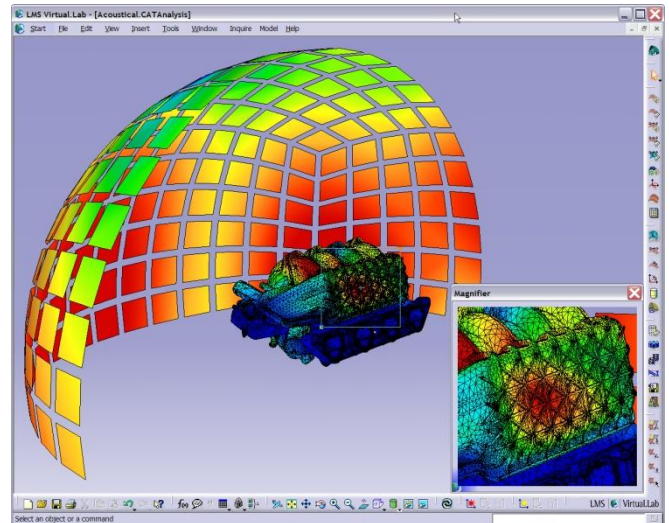 LMS Virtual.Lab - [Acoustical.CATAnalysis]
Start File Edit View Insert Tools Window Inquire Model Help
Magnifier
LMS Virtual.Lab
Select an object or a command